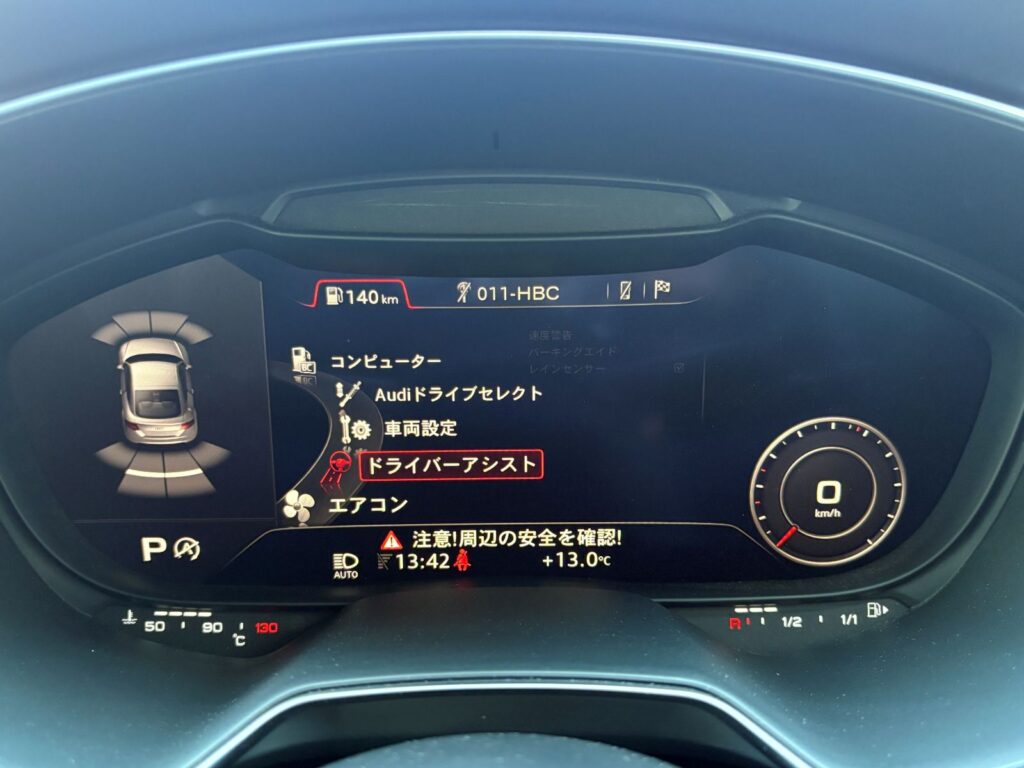 140 km
011-HBC
速度警告
パーキングエイド
レインセンサー
コンピューター
BC
Audiドライブセレクト
車両設定
ドライバーアシスト
エアコン
0
km/h
注意!周辺の安全を確認!
P
AUTO
13:42
+13.0°C
50 90 130
°C
R 1/2 1/1